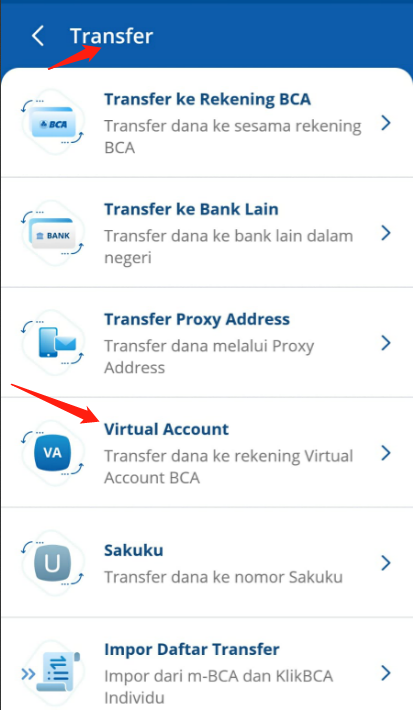 Transfer
Transfer ke Rekening BCA
BCA
Transfer dana ke sesama rekening
BCA
Transfer ke Bank Lain
BANK
Transfer dana ke bank lain dalam
negeri
Transfer Proxy Address
Transfer dana melalui Proxy
Address
Virtual Account
VA
Transfer dana ke rekening Virtual
Account BCA
Sakuku
U
Transfer dana ke nomor Sakuku
Impor Daftar Transfer
Impor dari m-BCA dan KlikBCA
Individu